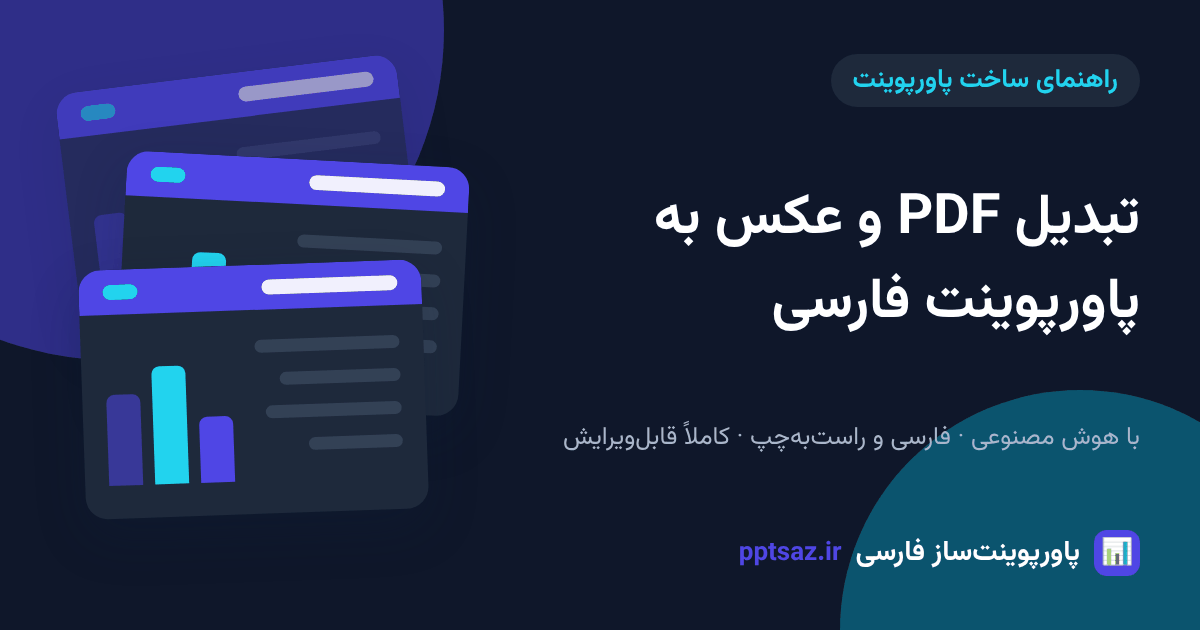 راهنمای ساخت پاورپوینت
تبدیل PDF و عکس به
پاورپوینت فارسی
با هوش مصنوعی · فارسی و راست‌به‌چپ · کاملاً قابل‌ویرایش
پاورپوینت‌ساز فارسی pptsaz.ir